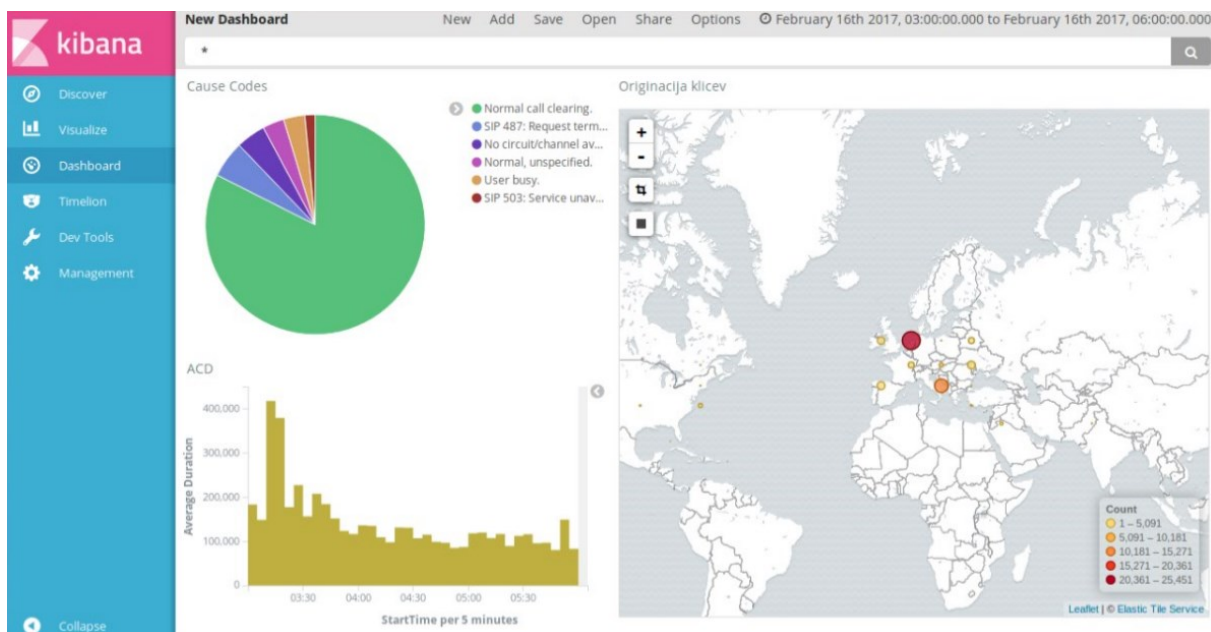 kibana
Discover
Visualize
Dashboard
Timelion
Dev Tools
Management
Collapse
New Dashboard
New Add Save Open Share Options February 16th 2017, 03:00:00.000 to February 16th 2017, 06:00:00.000
*
Cause Codes
Normal call clearing.
SIP 487: Request term...
No circuit/channel av...
Normal, unspecified.
User busy.
SIP 503: Service unav...
ACD
Average Duration
400,000
300,000
200,000
100,000
0
03:30 04:00 04:30 05:00 05:30
StartTime per 5 minutes
Originacija klicev
+
-
Count
1 – 5,091
5,091 – 10,181
10,181 – 15,271
15,271 – 20,361
20,361 – 25,451
Leaflet | © Elastic Tile Service